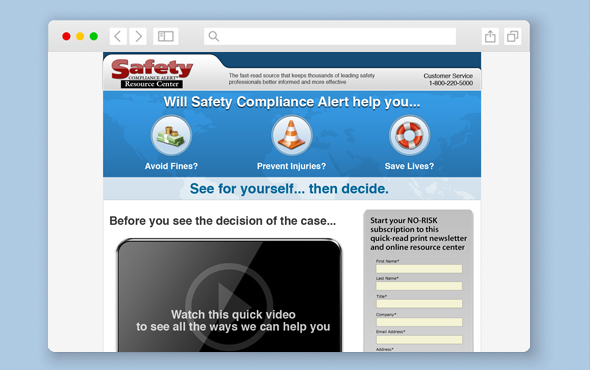 Safety
COMPLIANCE ALERT
Resource Center
The fast-read source that keeps thousands of leading safety
professionals better informed and more effective
Customer Service
1-800-220-5000
Will Safety Compliance Alert help you...
Avoid Fines?
Prevent Injuries?
Save Lives?
See for yourself... then decide.
Before you see the decision of the case...
Watch this quick video
to see all the ways we can help you
Start your NO-RISK
subscription to this
quick-read print newsletter
and online resource center
First Name*
Last Name*
Title*
Company*
Email Address*
Address*